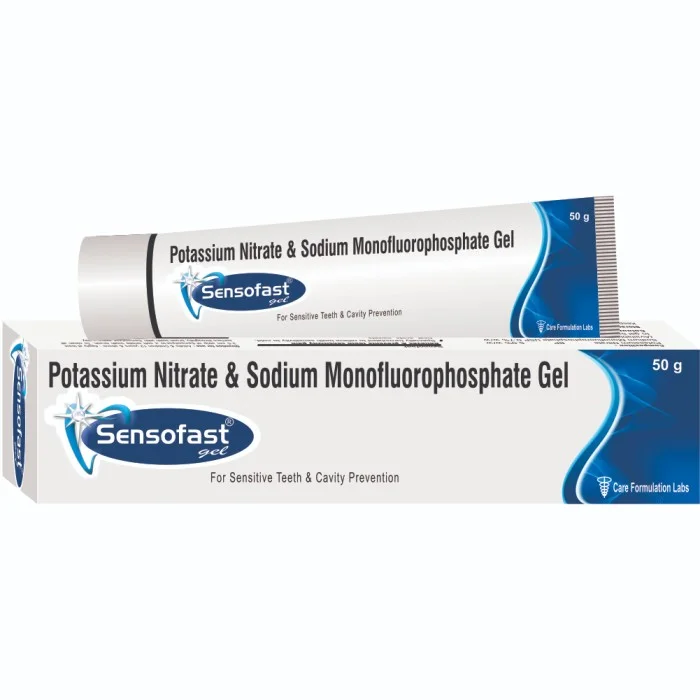 Potassium Nitrate & Sodium Monofluorophosphate Gel
50 g
Sensofast®
gel
For Sensitive Teeth & Cavity Prevention
Care Formulation Labs
Potassium Nitrate & Sodium Monofluorophosphate Gel
50 g
Sensofast®
gel
For Sensitive Teeth & Cavity Prevention
Care Formulation Labs